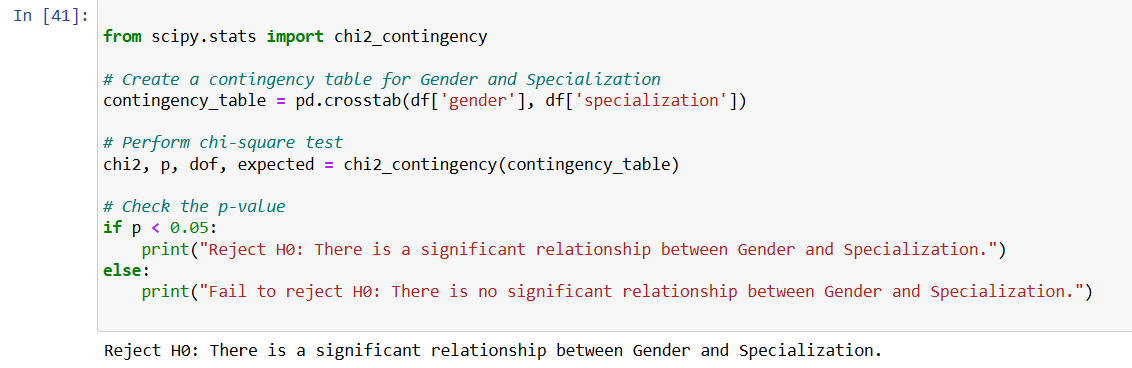 In [41]:
from scipy.stats import chi2_contingency
# Create a contingency table for Gender and Specialization
contingency_table = pd.crosstab(df['gender'], df['specialization'])
# Perform chi-square test
chi2, p, dof, expected = chi2_contingency(contingency_table)
# Check the p-value
if p < 0.05:
    print("Reject H0: There is a significant relationship between Gender and Specialization.")
else:
    print("Fail to reject H0: There is no significant relationship between Gender and Specialization.")
Reject H0: There is a significant relationship between Gender and Specialization.